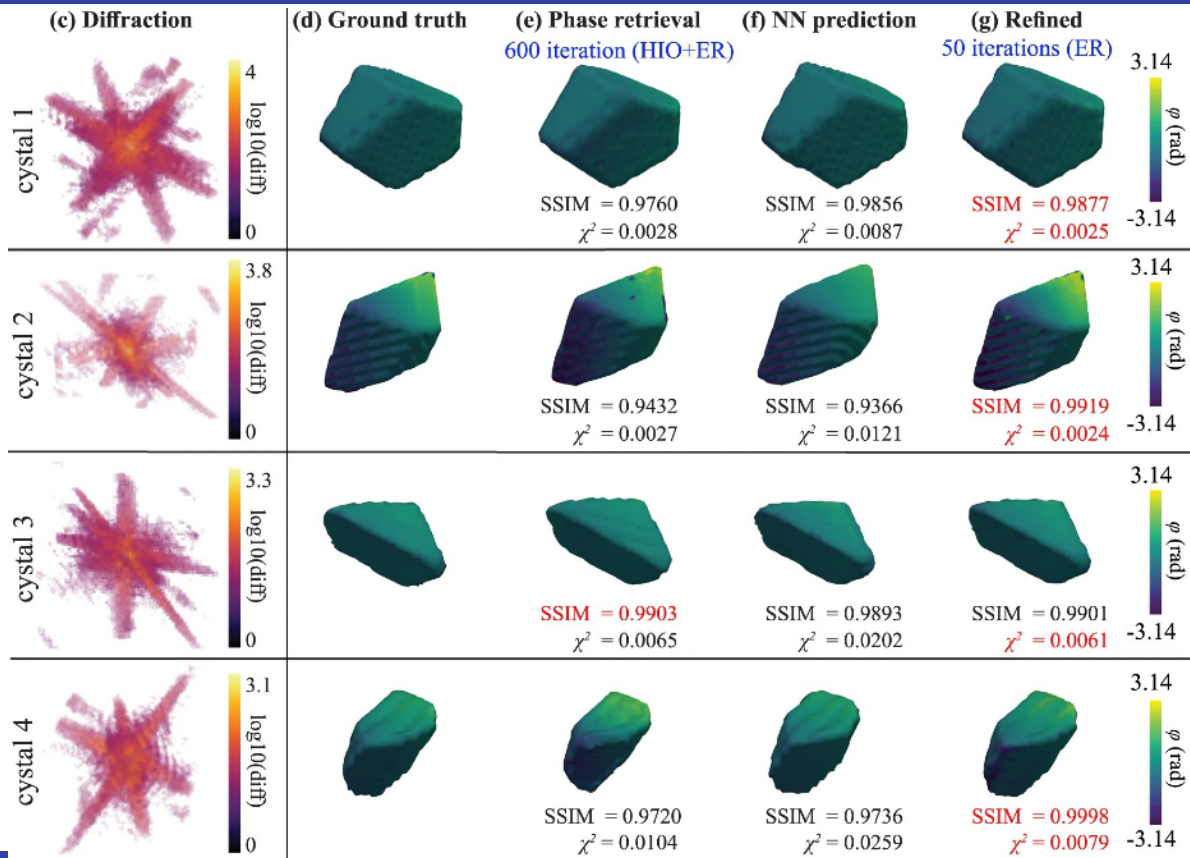 (c) Diffraction
(d) Ground truth
(e) Phase retrieval
(f) NN prediction
(g) Refined
600 iteration (HIO+ER)
50 iterations (ER)
cystal 1
4
log10(diff)
0
SSIM = 0.9760
χ² = 0.0028
SSIM = 0.9856
χ² = 0.0087
SSIM = 0.9877
χ² = 0.0025
3.14
φ (rad)
-3.14
cystal 2
3.8
log10(diff)
0
SSIM = 0.9432
χ² = 0.0027
SSIM = 0.9366
χ² = 0.0121
SSIM = 0.9919
χ² = 0.0024
3.14
φ (rad)
-3.14
cystal 3
3.3
log10(diff)
0
SSIM = 0.9903
χ² = 0.0065
SSIM = 0.9893
χ² = 0.0202
SSIM = 0.9901
χ² = 0.0061
3.14
φ (rad)
-3.14
cystal 4
3.1
log10(diff)
0
SSIM = 0.9720
χ² = 0.0104
SSIM = 0.9736
χ² = 0.0259
SSIM = 0.9998
χ² = 0.0079
3.14
φ (rad)
-3.14